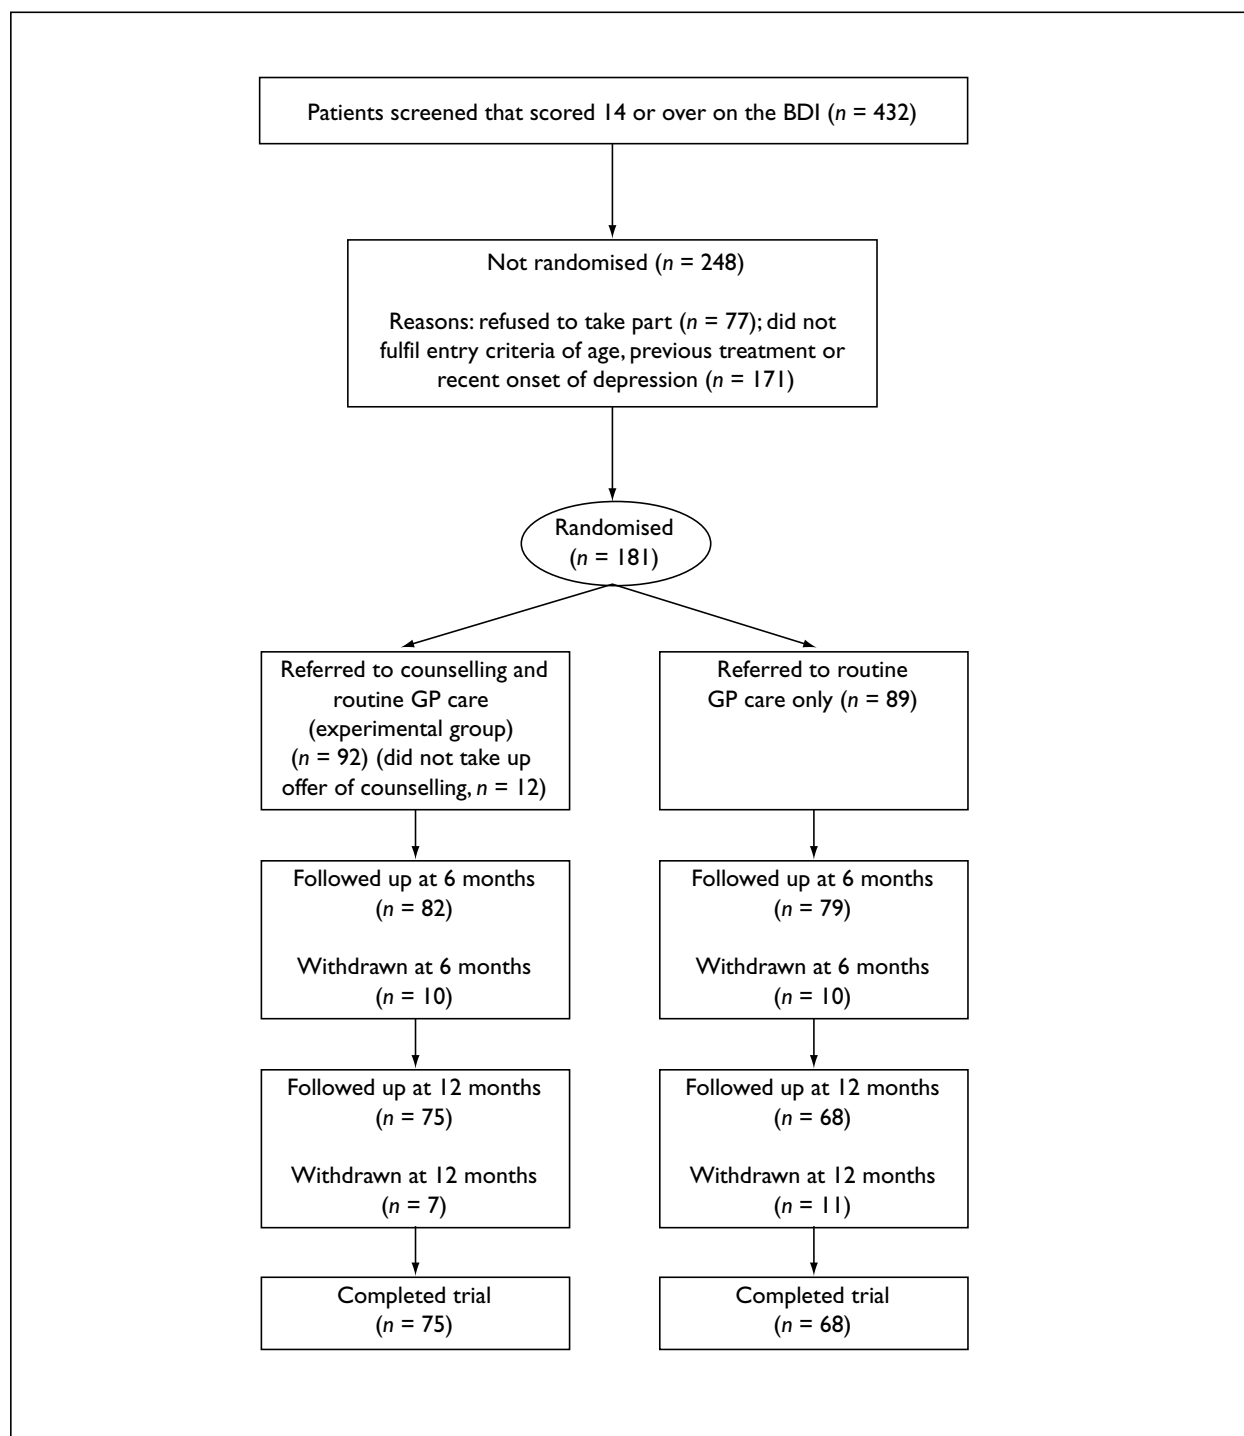 Patients screened that scored 14 or over on the BDI (n = 432)
Not randomised (n = 248)
Reasons: refused to take part (n = 77); did not
fulfil entry criteria of age, previous treatment or
recent onset of depression (n = 171)
Randomised
(n = 181)
Referred to counselling and
routine GP care
(experimental group)
(n = 92) (did not take up
offer of counselling, n = 12)
Referred to routine
GP care only (n = 89)
Followed up at 6 months
(n = 82)
Withdrawn at 6 months
(n = 10)
Followed up at 6 months
(n = 79)
Withdrawn at 6 months
(n = 10)
Followed up at 12 months
(n = 75)
Withdrawn at 12 months
(n = 7)
Followed up at 12 months
(n = 68)
Withdrawn at 12 months
(n = 11)
Completed trial
(n = 75)
Completed trial
(n = 68)